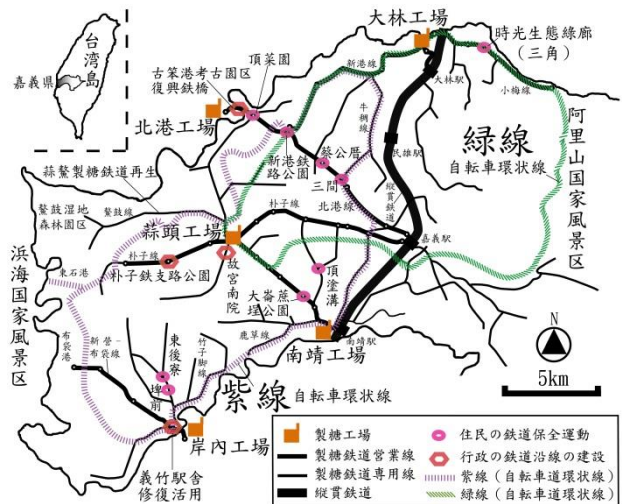 台湾島
嘉義県
大林工場
時光生態綠廊
（三角）
古笨港考古園区
復興鉄橋
頂菜園
新港線
大林駅
小梅線
北港工場
牛稠線
緑線
自転車環状線
民雄駅
阿里山国家風景区
新港鉄
路公園
蔡公厝
三間
北港線
縦貫鉄道
蒜鰲製糖鉄道再生
鰲鼓湿地
森林園区
鰲鼓線
蒜頭工場
朴子線
嘉義駅
浜海国家風景区
東石港
朴子線
朴子鉄支路公園
故宮南院
頂塗溝
大崙蔗
埕公園
布袋港
新営-
布袋線
東後寮
竹子脚線
鹿草線
南靖駅
南靖工場
埤前
紫線
自転車環状線
岸内工場
義竹駅舎
修復活用
N
5km
製糖工場
住民の鉄道保全運動
製糖鉄道営業線
行政の鉄道沿線の建設
製糖鉄道専用線
紫線（自転車道環状線）
縦貫鉄道
緑線（自転車道環状線）